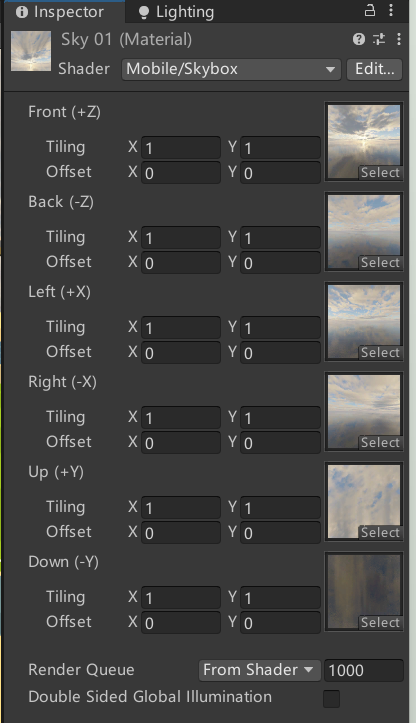 Inspector Lighting
Sky 01 (Material)
Shader Mobile/Skybox Edit...
Front (+Z)
Tiling X 1 Y 1
Offset X 0 Y 0 Select
Back (-Z)
Tiling X 1 Y 1
Offset X 0 Y 0 Select
Left (+X)
Tiling X 1 Y 1
Offset X 0 Y 0 Select
Right (-X)
Tiling X 1 Y 1
Offset X 0 Y 0 Select
Up (+Y)
Tiling X 1 Y 1
Offset X 0 Y 0 Select
Down (-Y)
Tiling X 1 Y 1
Offset X 0 Y 0 Select
Render Queue From Shader 1000
Double Sided Global Illumination